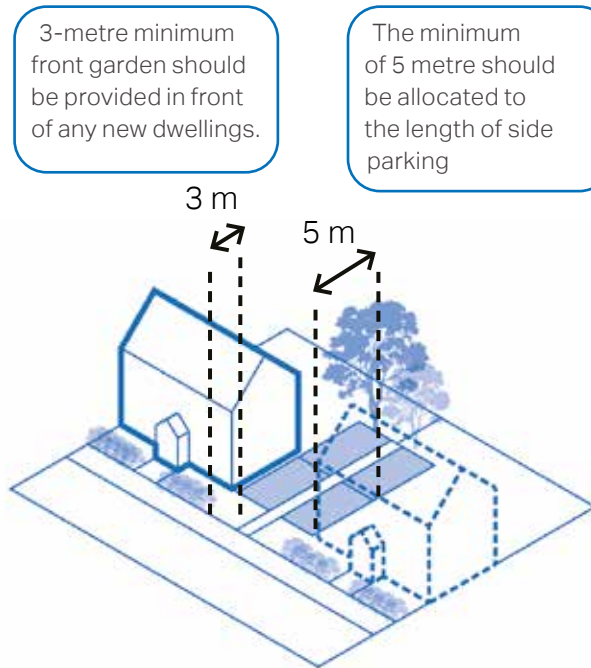 3-metre minimum
front garden should
be provided in front
of any new dwellings.
The minimum
of 5 metre should
be allocated to
the length of side
parking
3 m
5 m